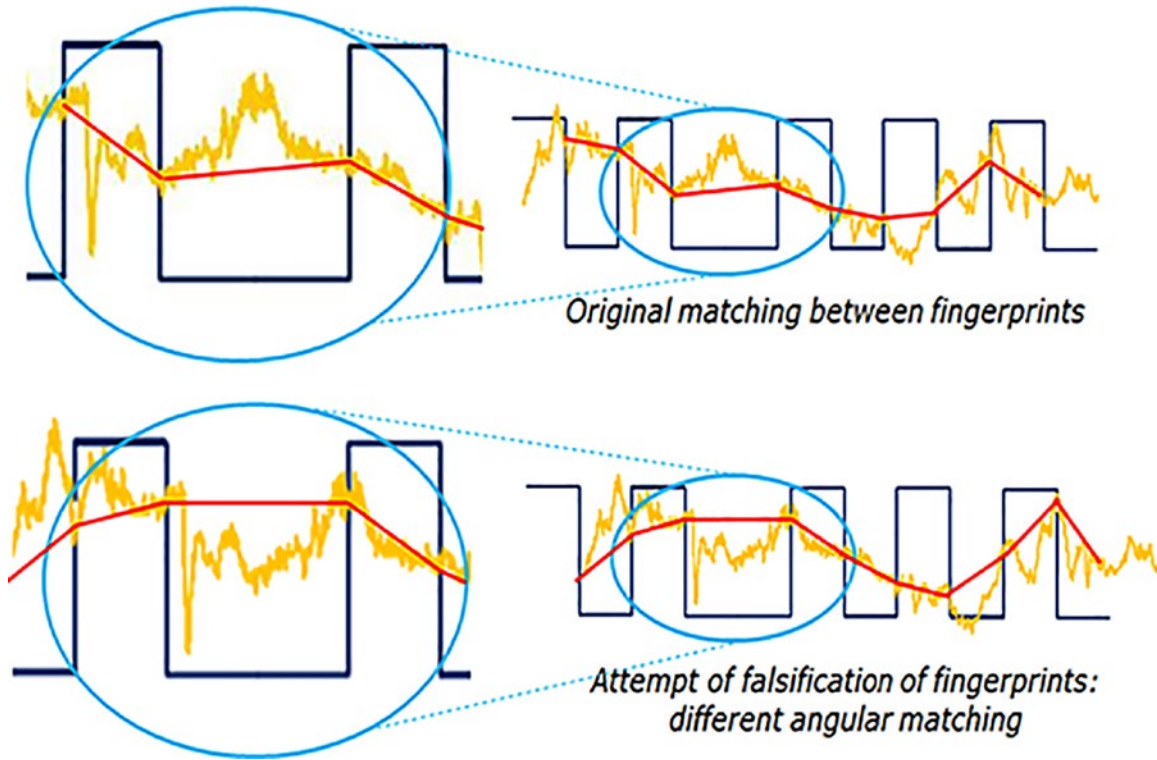 Original matching between fingerprints
Attempt of falsification of fingerprints:
different angular matching